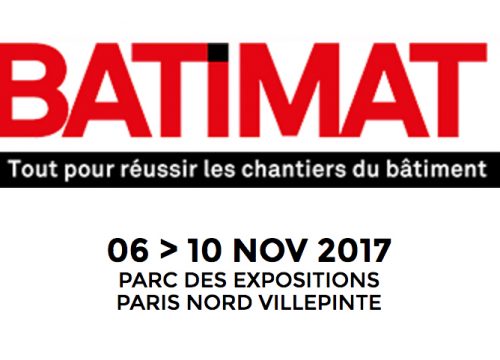 BATiMAT
Tout pour réussir les chantiers du bâtiment
06 > 10 NOV 2017
PARC DES EXPOSITIONS
PARIS NORD VILLEPINTE